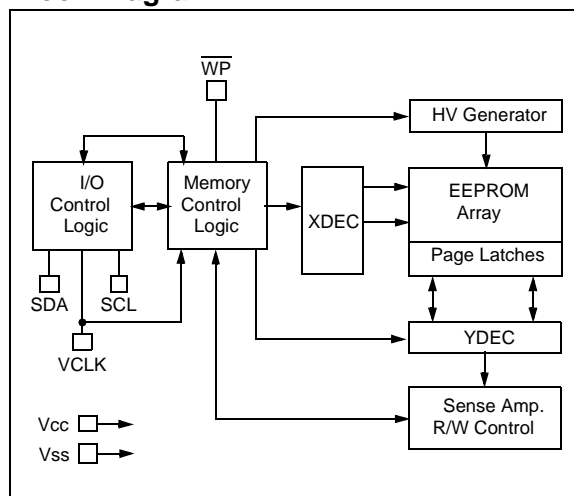 WP
HV Generator
I/O
Control
Logic
Memory
Control
Logic
XDEC
EEPROM
Array
Page Latches
SDA
SCL
VCLK
YDEC
Sense Amp.
R/W Control
Vcc
Vss